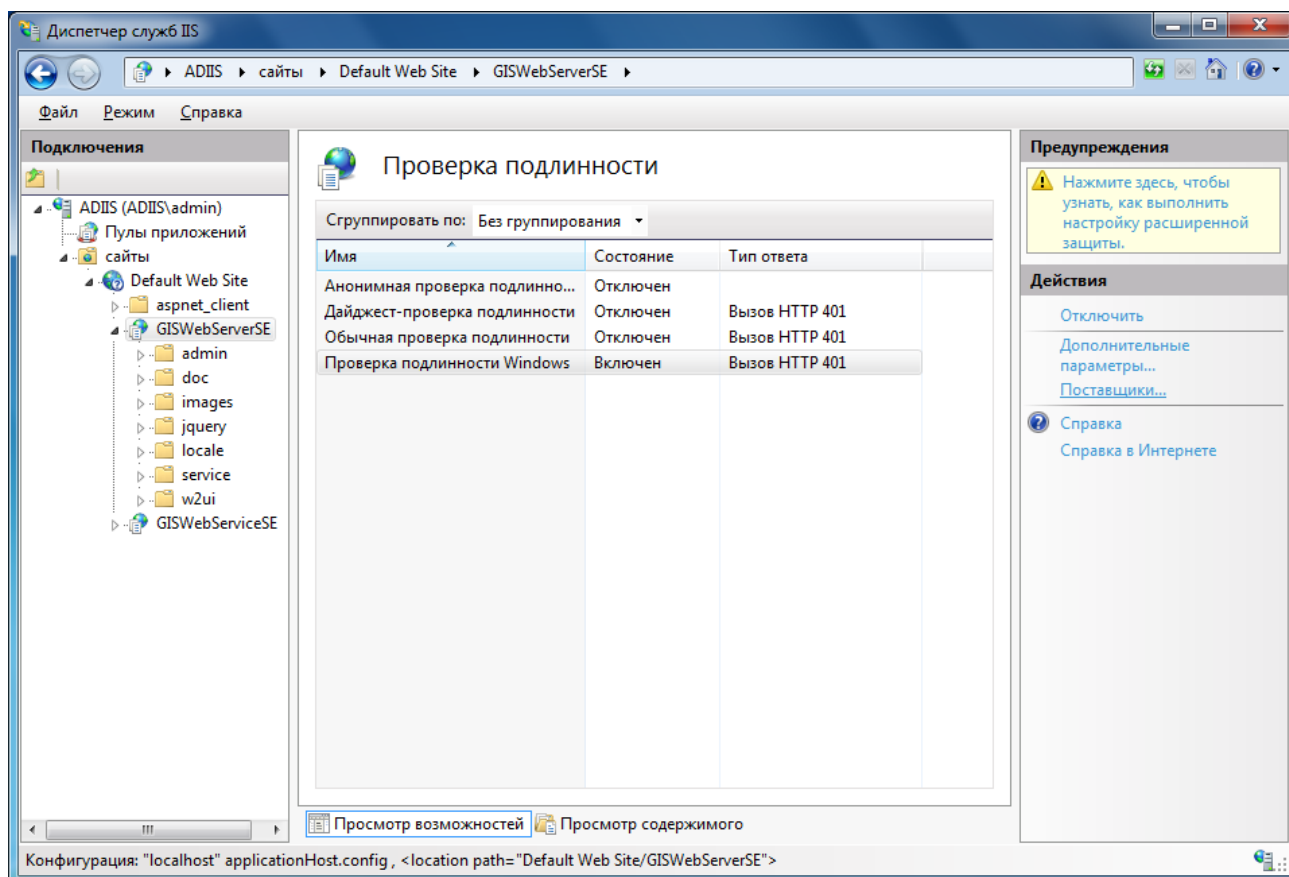 Диспетчер служб IIS
ADIIS сайты Default Web Site GISWebServerSE
Файл Режим Справка
Подключения
ADIIS (ADIIS\admin)
Пулы приложений
сайты
Default Web Site
aspnet_client
GISWebServerSE
admin
doc
images
jquery
locale
service
w2ui
GISWebServiceSE
Проверка подлинности
Сгруппировать по: Без группирования
Имя Состояние Тип ответа
Анонимная проверка подлинно... Отключен
Дайджест-проверка подлинности Отключен Вызов HTTP 401
Обычная проверка подлинности Отключен Вызов HTTP 401
Проверка подлинности Windows Включен Вызов HTTP 401
Просмотр возможностей Просмотр содержимого
Предупреждения
Нажмите здесь, чтобы
узнать, как выполнить
настройку расширенной
защиты.
Действия
Отключить
Дополнительные
параметры...
Поставщики...
Справка
Справка в Интернете
Конфигурация: "localhost" applicationHost.config , <location path="Default Web Site/GISWebServerSE">